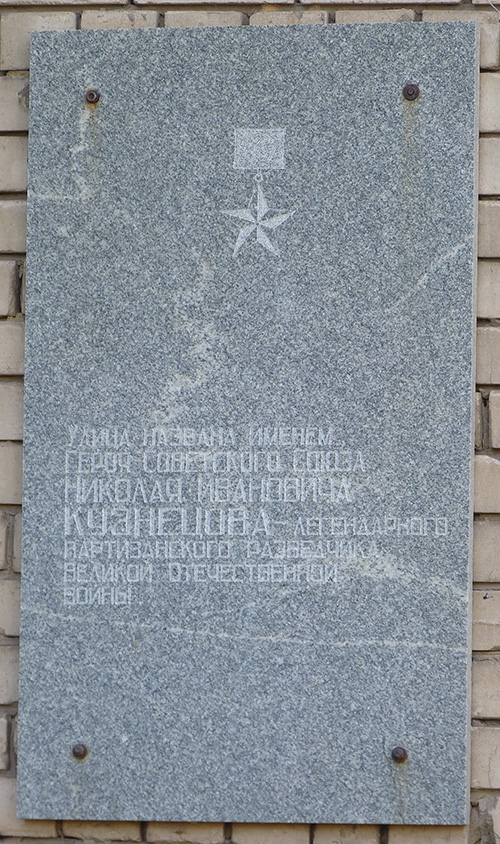 УЛИЦА НАЗВАНА ИМЕНЕМ
ГЕРОЯ СОВЕТСКОГО СОЮЗА
НИКОЛАЯ ИВАНОВИЧА
КУЗНЕЦОВА – ЛЕГЕНДАРНОГО
ПАРТИЗАНСКОГО РАЗВЕДЧИКА
ВЕЛИКОЙ ОТЕЧЕСТВЕННОЙ
ВОЙНЫ